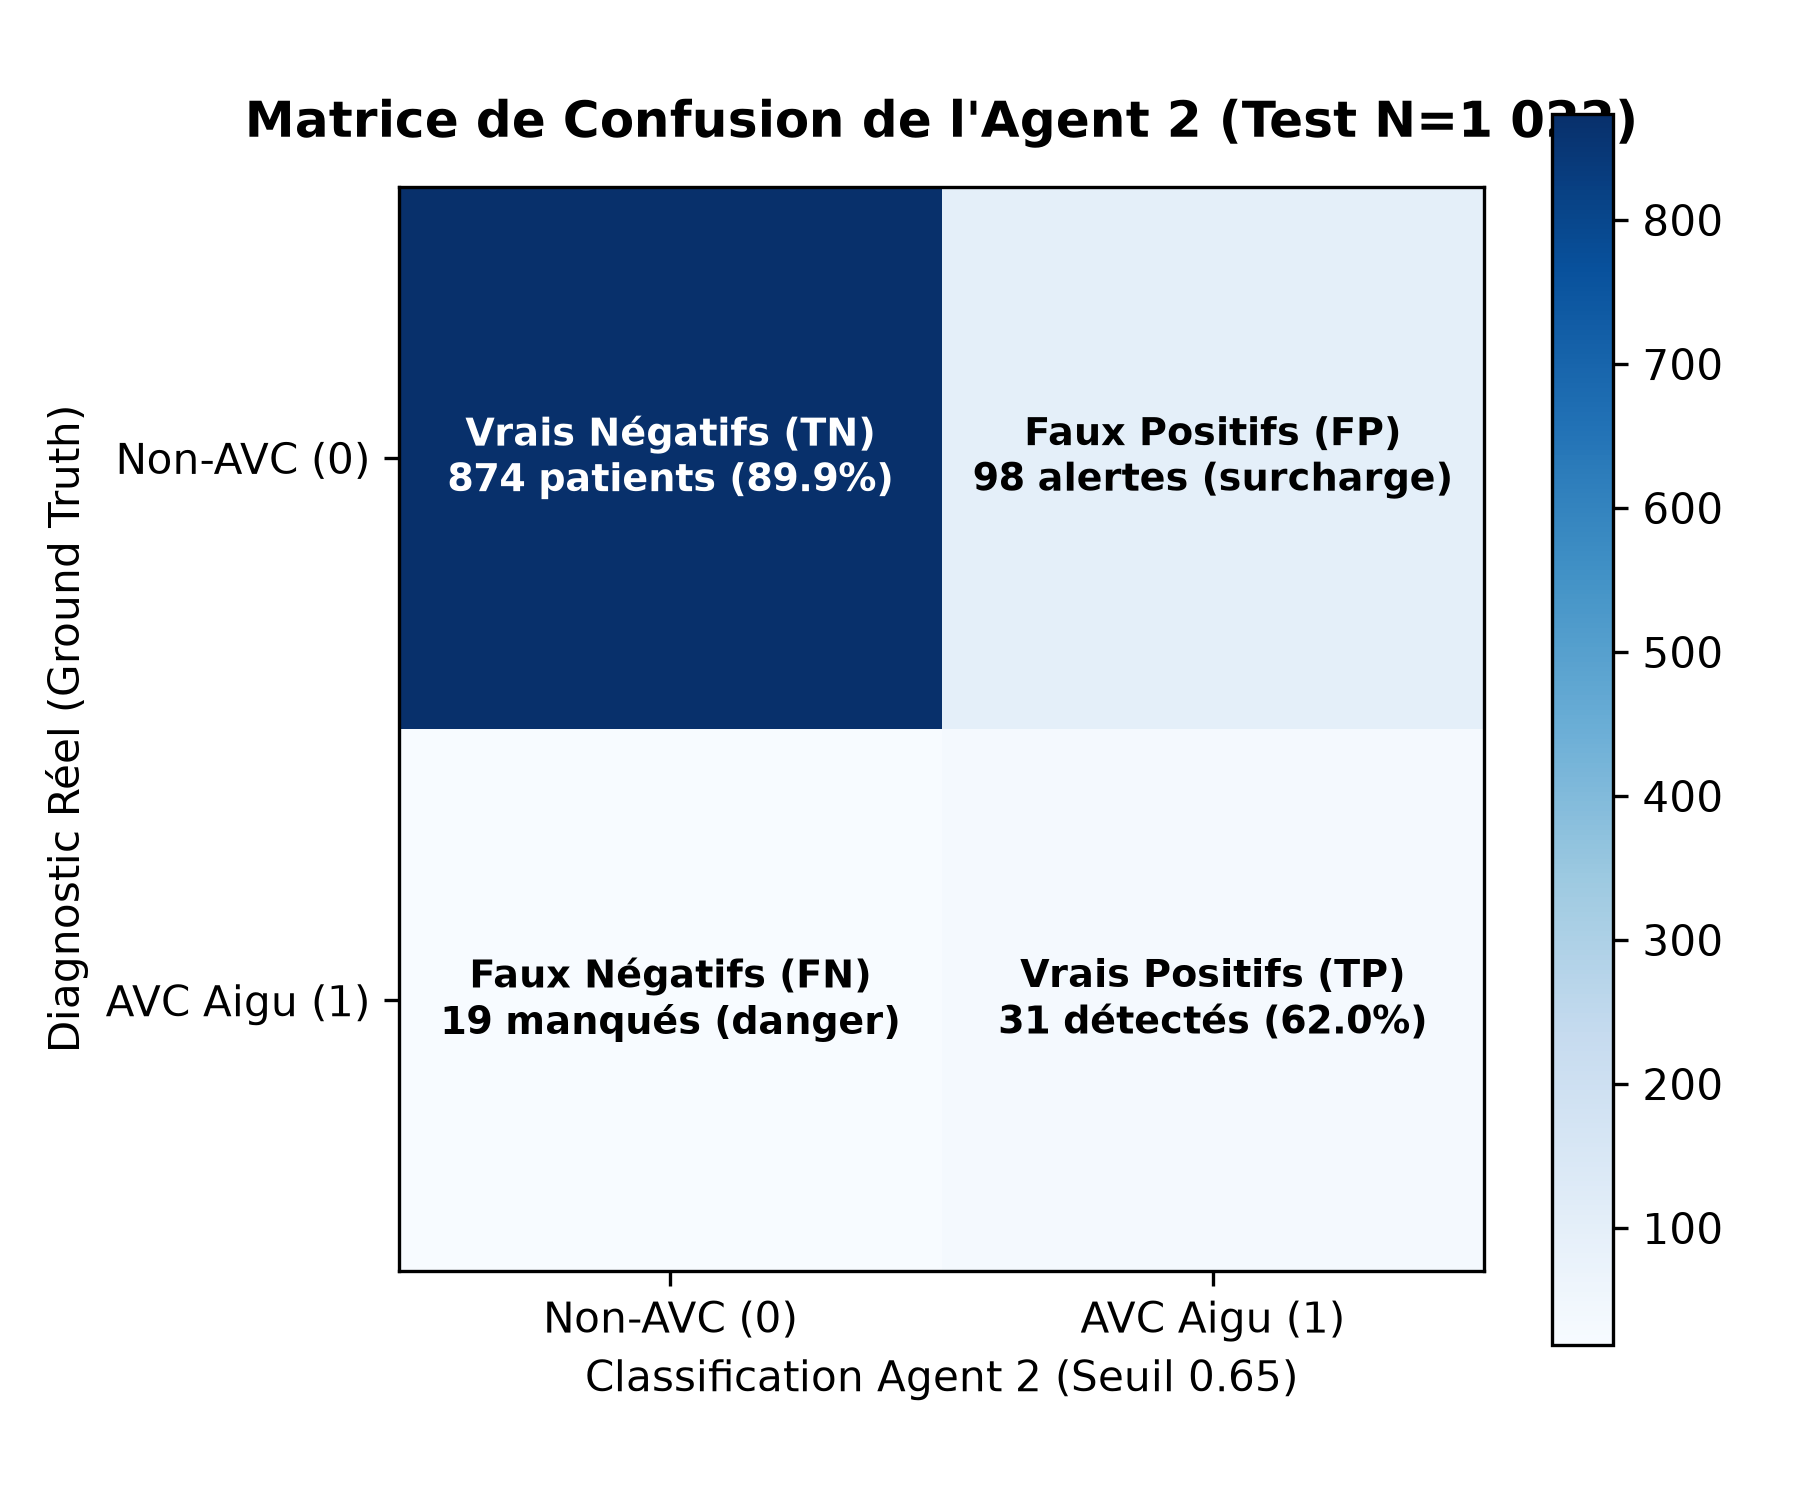 Matrice de Confusion de l'Agent 2 (Test N=1
Diagnostic Réel (Ground Truth)
Non-AVC (0)
AVC Aigu (1)
Vrais Négatifs (TN)
874 patients (89.9%)
Faux Positifs (FP)
98 alertes (surcharge)
Faux Négatifs (FN)
19 manqués (danger)
Vrais Positifs (TP)
31 détectés (62.0%)
Non-AVC (0)
AVC Aigu (1)
Classification Agent 2 (Seuil 0.65)
800
700
600
500
400
300
200
100